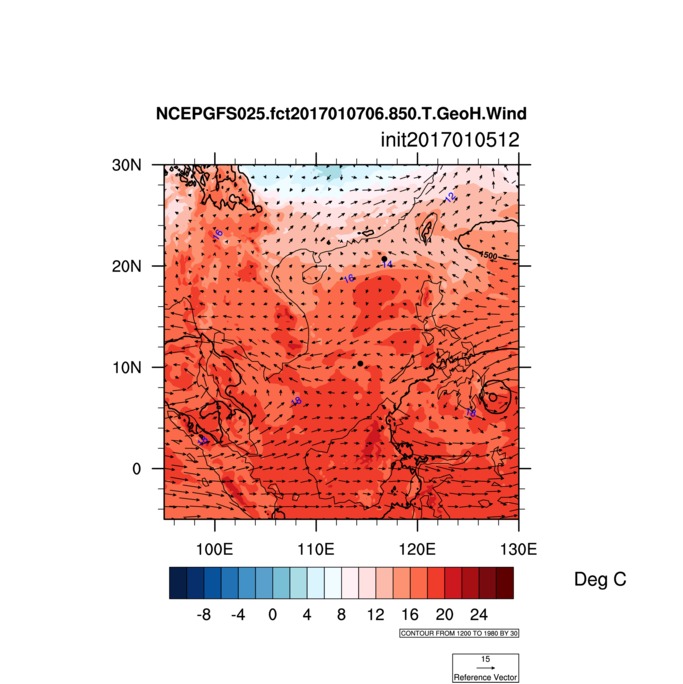 NCEPGFS025.fct2017010706.850.T.GeoH.Wind
init2017010512
30N
12
16
1500
20N
14
16
10N
18
18
0
100E 110E 120E 130E
Deg C
-8 -4 0 4 8 12 16 20 24
CONTOUR FROM 1200 TO 1980 BY 30
15
Reference Vector